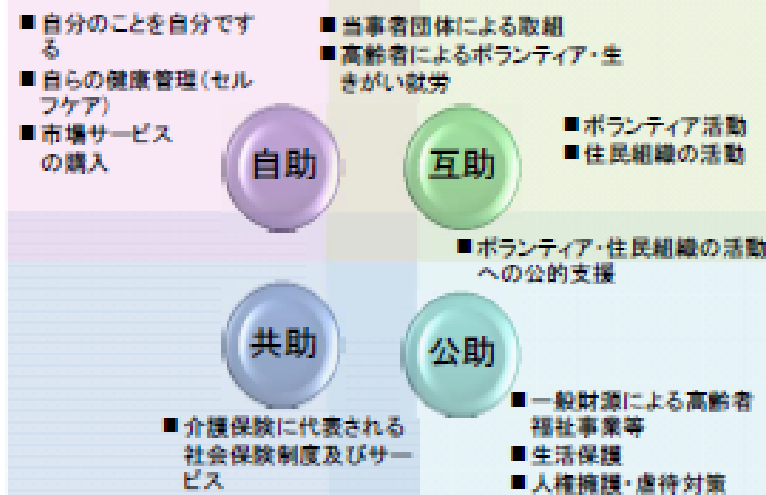 ■ 自分のことを自分です
る
■ 自らの健康管理(セル
フケア)
■ 市場サービス
の購入
■ 当事者団体による取組
■ 高齢者によるボランティア・生
きがい就労
自助
互助
■ ボランティア活動
■ 住民組織の活動
■ ボランティア・住民組織の活動
への公的支援
共助
公助
■ 介護保険に代表される
社会保険制度及びサー
ビス
■ 一般財源による高齢者
福祉事業等
■ 生活保護
■ 人権擁護・虐待対策